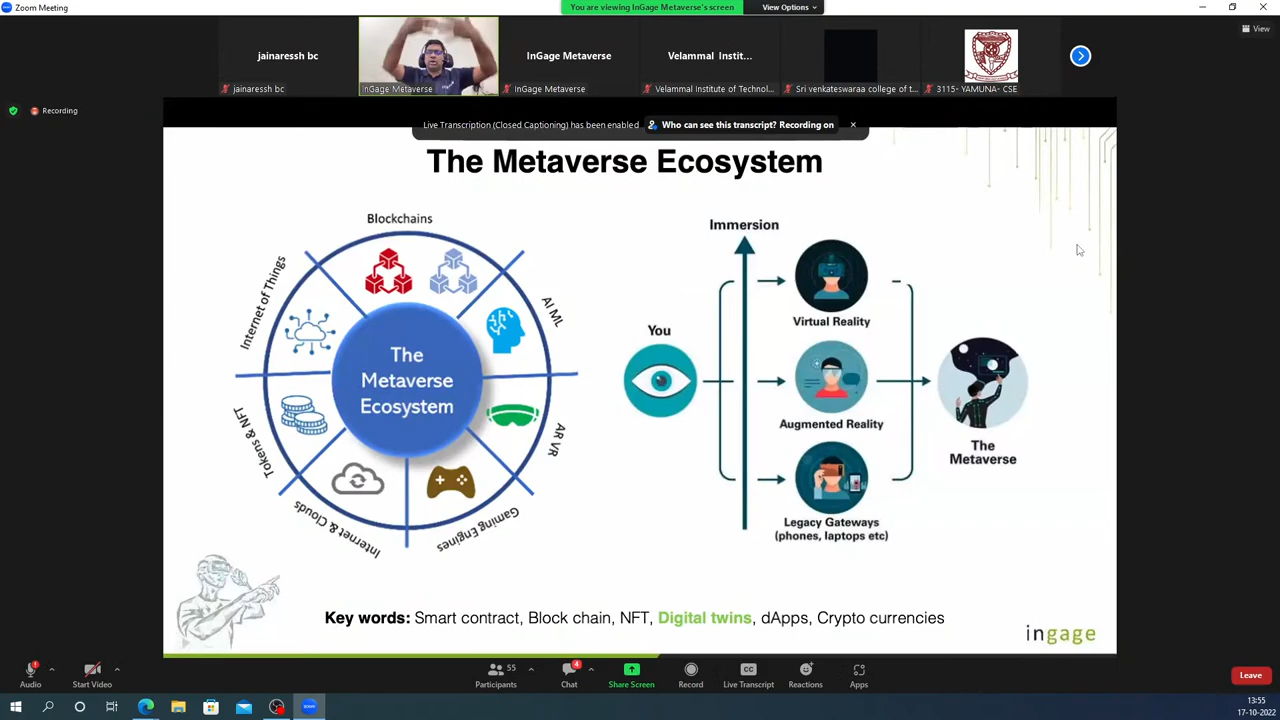 Zoom Meeting
You are viewing InGage Metaverse's screen
View Options
View
jainaressh bc
InGage Metaverse
Velammal Instit...
jainaressh bc
InGage Metaverse
InGage Metaverse
Velammal Institute of Technol...
Sri venkateswaraa college of t...
3115- YAMUNA- CSE
Recording
Live Transcription (Closed Captioning) has been enabled
Who can see this transcript? Recording on
The Metaverse Ecosystem
Blockchains
AI ML
AR VR
Gaming Engines
Internet & Clouds
Tokens & NFT
Internet of Things
The
Metaverse
Ecosystem
Immersion
You
Virtual Reality
Augmented Reality
Legacy Gateways
(phones, laptops etc)
The
Metaverse
Key words: Smart contract, Block chain, NFT, Digital twins, dApps, Crypto currencies
ingage
Audio
Start Video
Participants
55
Chat
4
Share Screen
Record
CC
Live Transcript
Reactions
Apps
Leave
13:55
17-10-2022